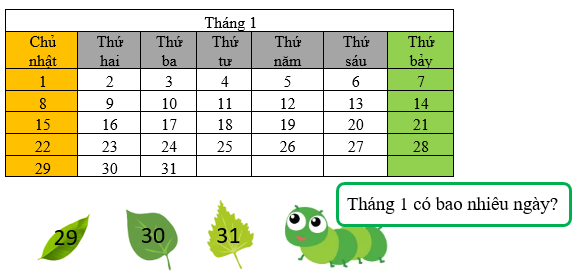 Tháng 1
Chủ nhật Thứ hai Thứ ba Thứ tư Thứ năm Thứ sáu Thứ bảy
1 2 3 4 5 6 7
8 9 10 11 12 13 14
15 16 17 18 19 20 21
22 23 24 25 26 27 28
29 30 31
Tháng 1 có bao nhiêu ngày?
29 30 31